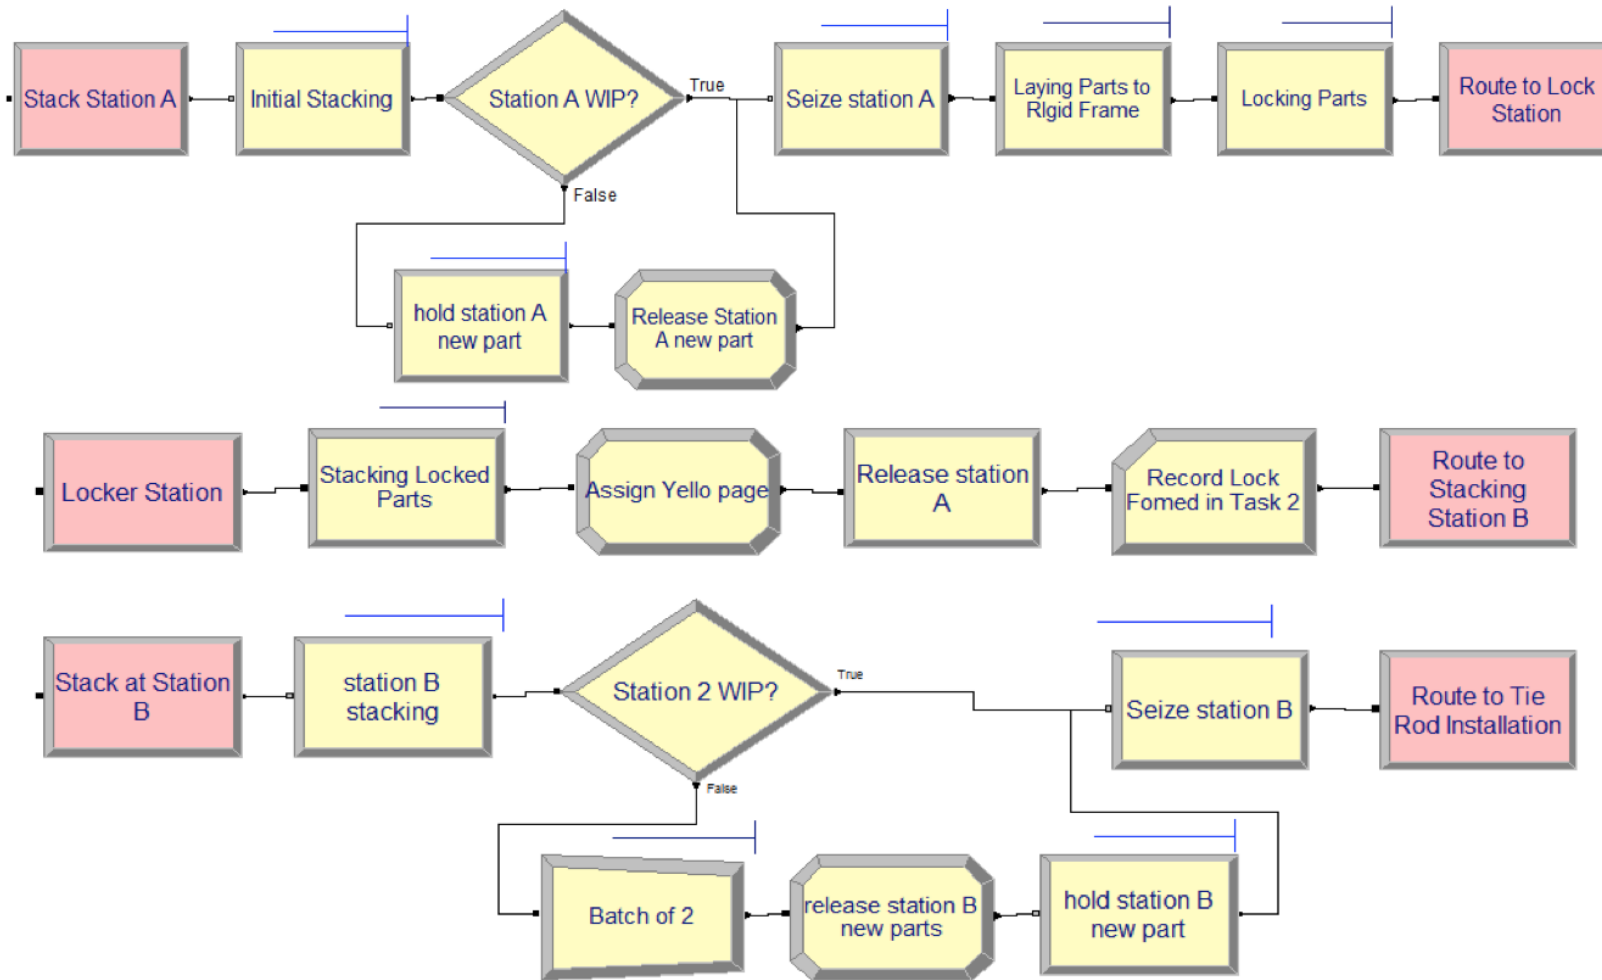 Stack Station A
Initial Stacking
Station A WIP?
True
False
Seize station A
Laying Parts to
RIgid Frame
Locking Parts
Route to Lock
Station
hold station A
new part
Release Station
A new part
Locker Station
Stacking Locked
Parts
Assign Yello page
Release station
A
Record Lock
Fomed in Task 2
Route to
Stacking
Station B
Stack at Station
B
station B
stacking
Station 2 WIP?
True
False
Seize station B
Route to Tie
Rod Installation
Batch of 2
release station B
new parts
hold station B
new part